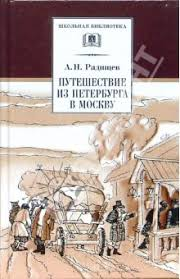 ШКОЛЬНАЯ БИБЛИОТЕКА
А. Н. Радищев
ПУТЕШЕСТВИЕ
ИЗ ПЕТЕРБУРГА
В МОСКВУ